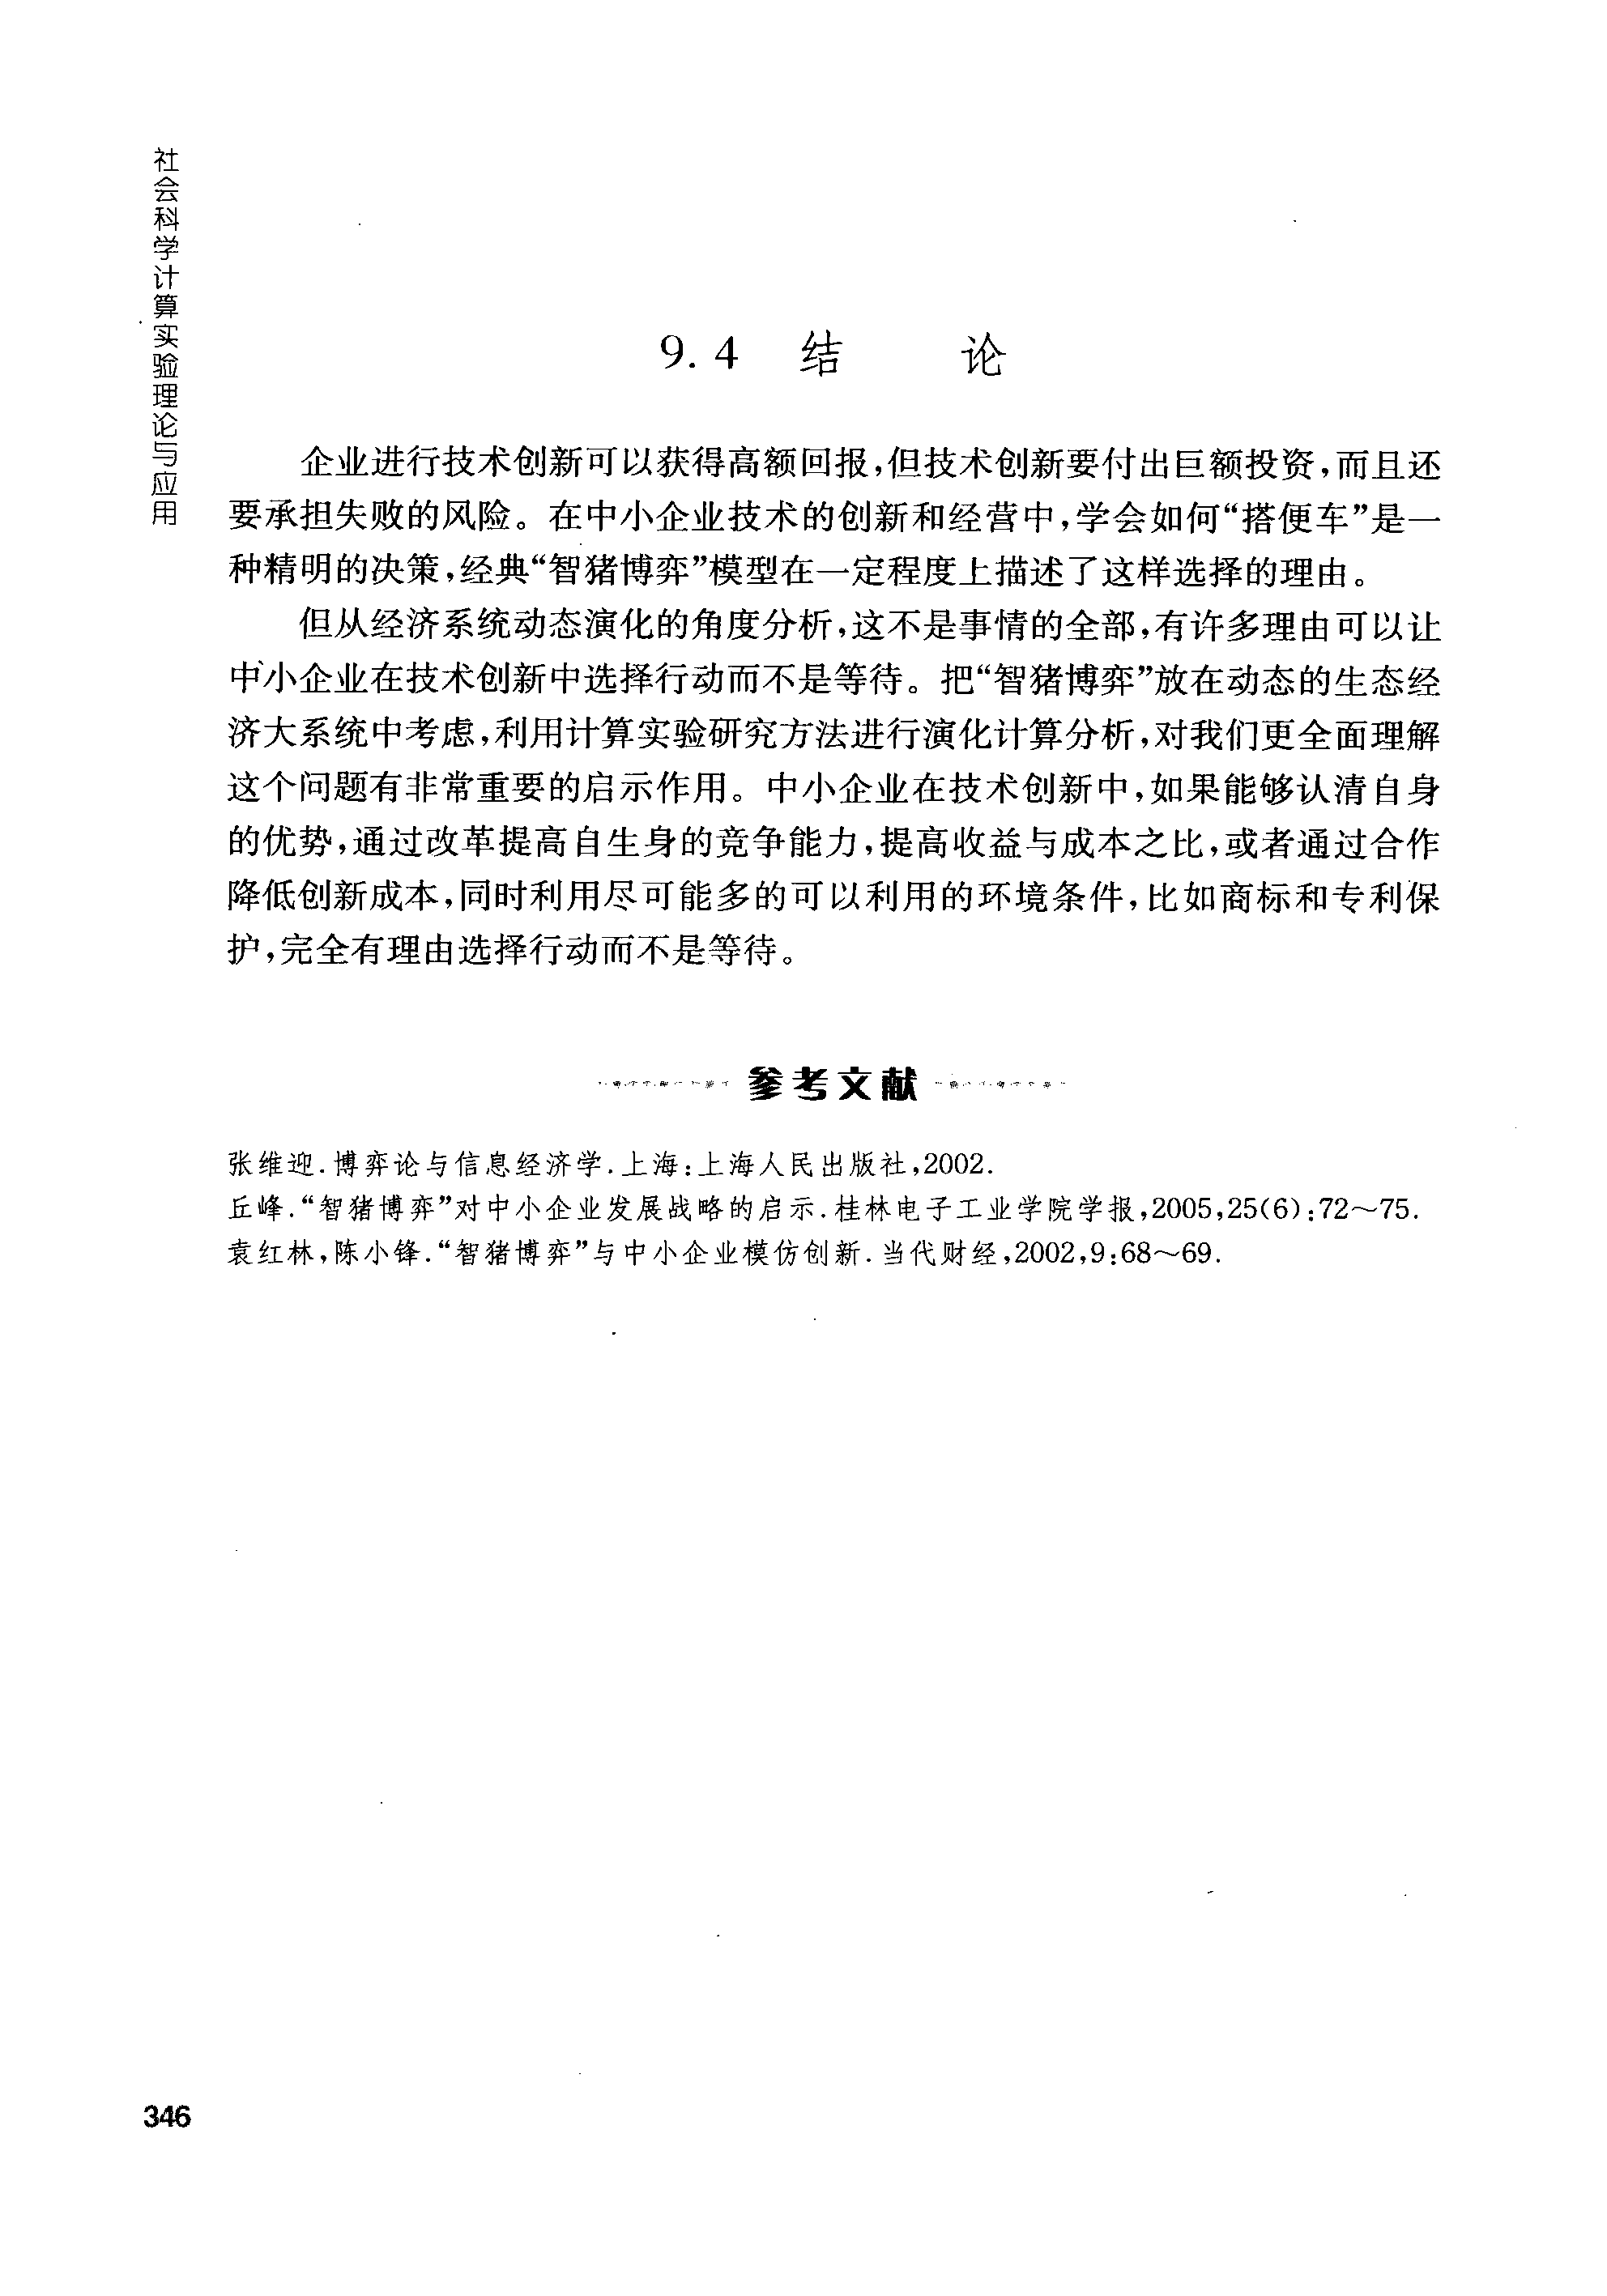 社会科学计算实验理论与应用
9.4 结 论
企业进行技术创新可以获得高额回报,但技术创新要付出巨额投资,而且还
要承担失败的风险。在中小企业技术的创新和经营中,学会如何“搭便车”是一
种精明的决策,经典“智猪博弈”模型在一定程度上描述了这样选择的理由。
但从经济系统动态演化的角度分析,这不是事情的全部,有许多理由可以让
中小企业在技术创新中选择行动而不是等待。把“智猪博弈”放在动态的生态经
济大系统中考虑,利用计算实验研究方法进行演化计算分析,对我们更全面理解
这个问题有非常重要的启示作用。中小企业在技术创新中,如果能够认清自身
的优势,通过改革提高自生身的竞争能力,提高收益与成本之比,或者通过合作
降低创新成本,同时利用尽可能多的可以利用的环境条件,比如商标和专利保
护,完全有理由选择行动而不是等待。
参考文献
张维迎.博弈论与信息经济学.上海:上海人民出版社,2002.
丘峰.“智猪博弈”对中小企业发展战略的启示.桂林电子工业学院学报,2005,25(6):72～75.
袁红林,陈小锋.“智猪博弈”与中小企业模仿创新.当代财经,2002,9:68～69.
346